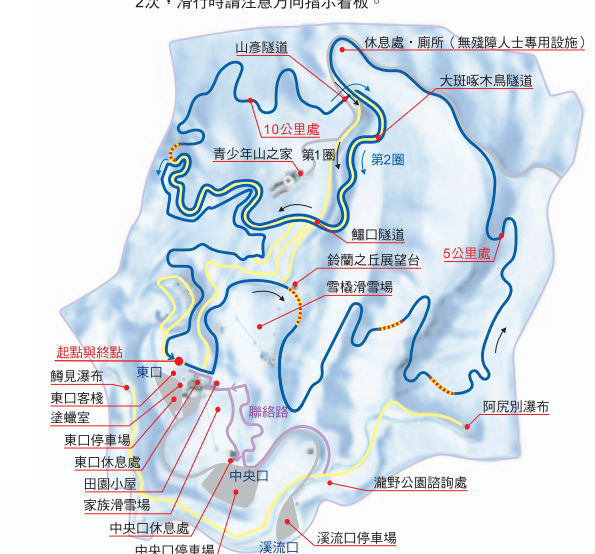 2次，滑行時請注意方向指示看板。
山彥隧道
休息處・廁所（無殘障人士專用設施）
大斑啄木鳥隧道
10公里處
青少年山之家
第1圈
第2圈
鱷口隧道
5公里處
鈴蘭之丘展望台
雪橇滑雪場
起點與終點
東口
鱒見瀑布
東口客棧
塗蠟室
東口停車場
東口休息處
田園小屋
家族滑雪場
中央口休息處
中央口停車場
聯絡路
中央口
阿尻別瀑布
瀧野公園諮詢處
溪流口停車場
溪流口